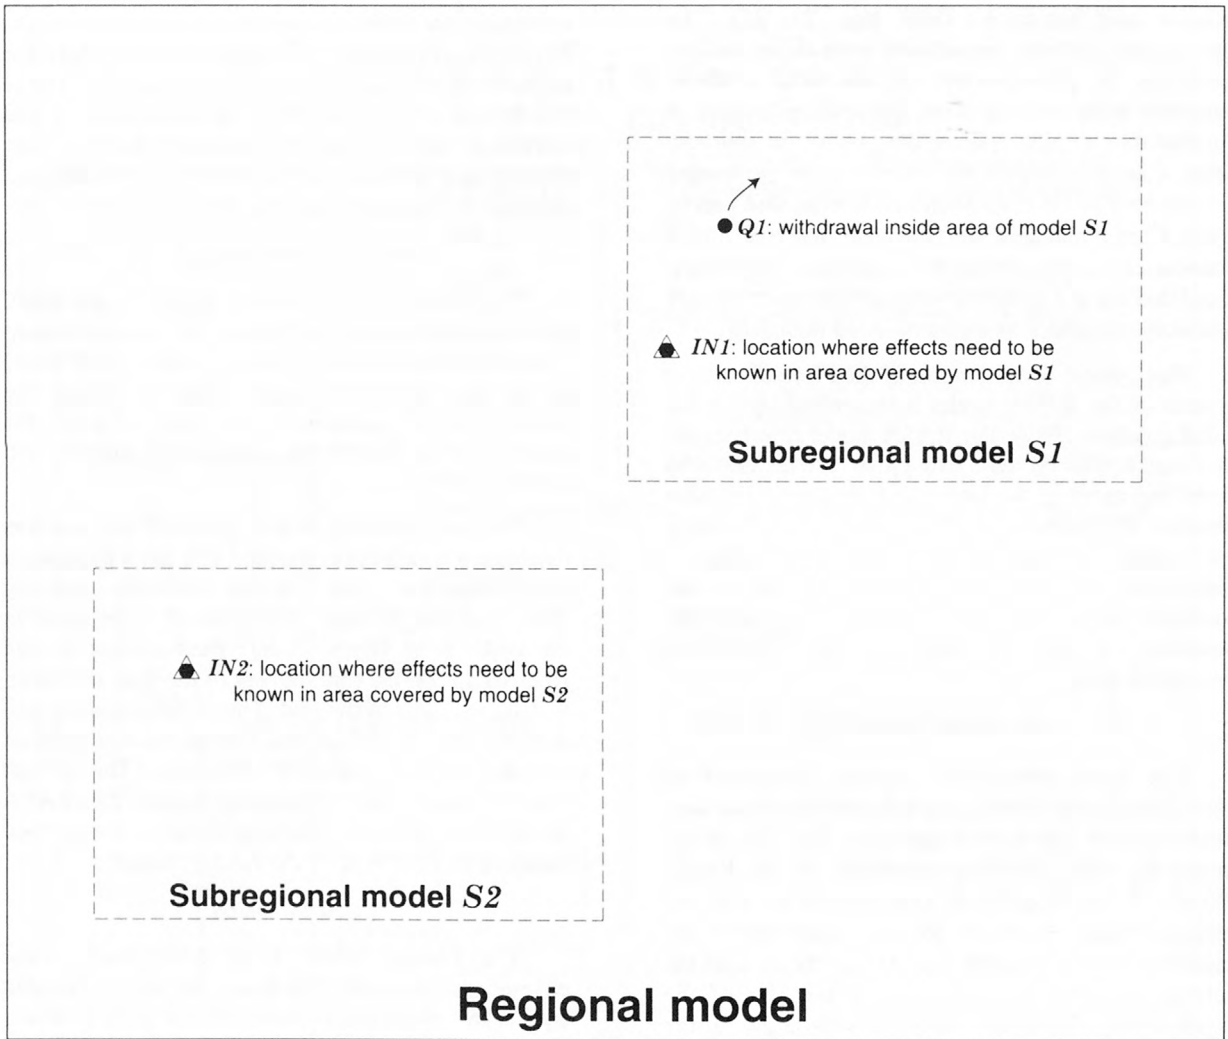 Q1: withdrawal inside area of model S1
IN1: location where effects need to be
known in area covered by model S1
Subregional model S1
IN2: location where effects need to be
known in area covered by model S2
Subregional model S2
Regional model